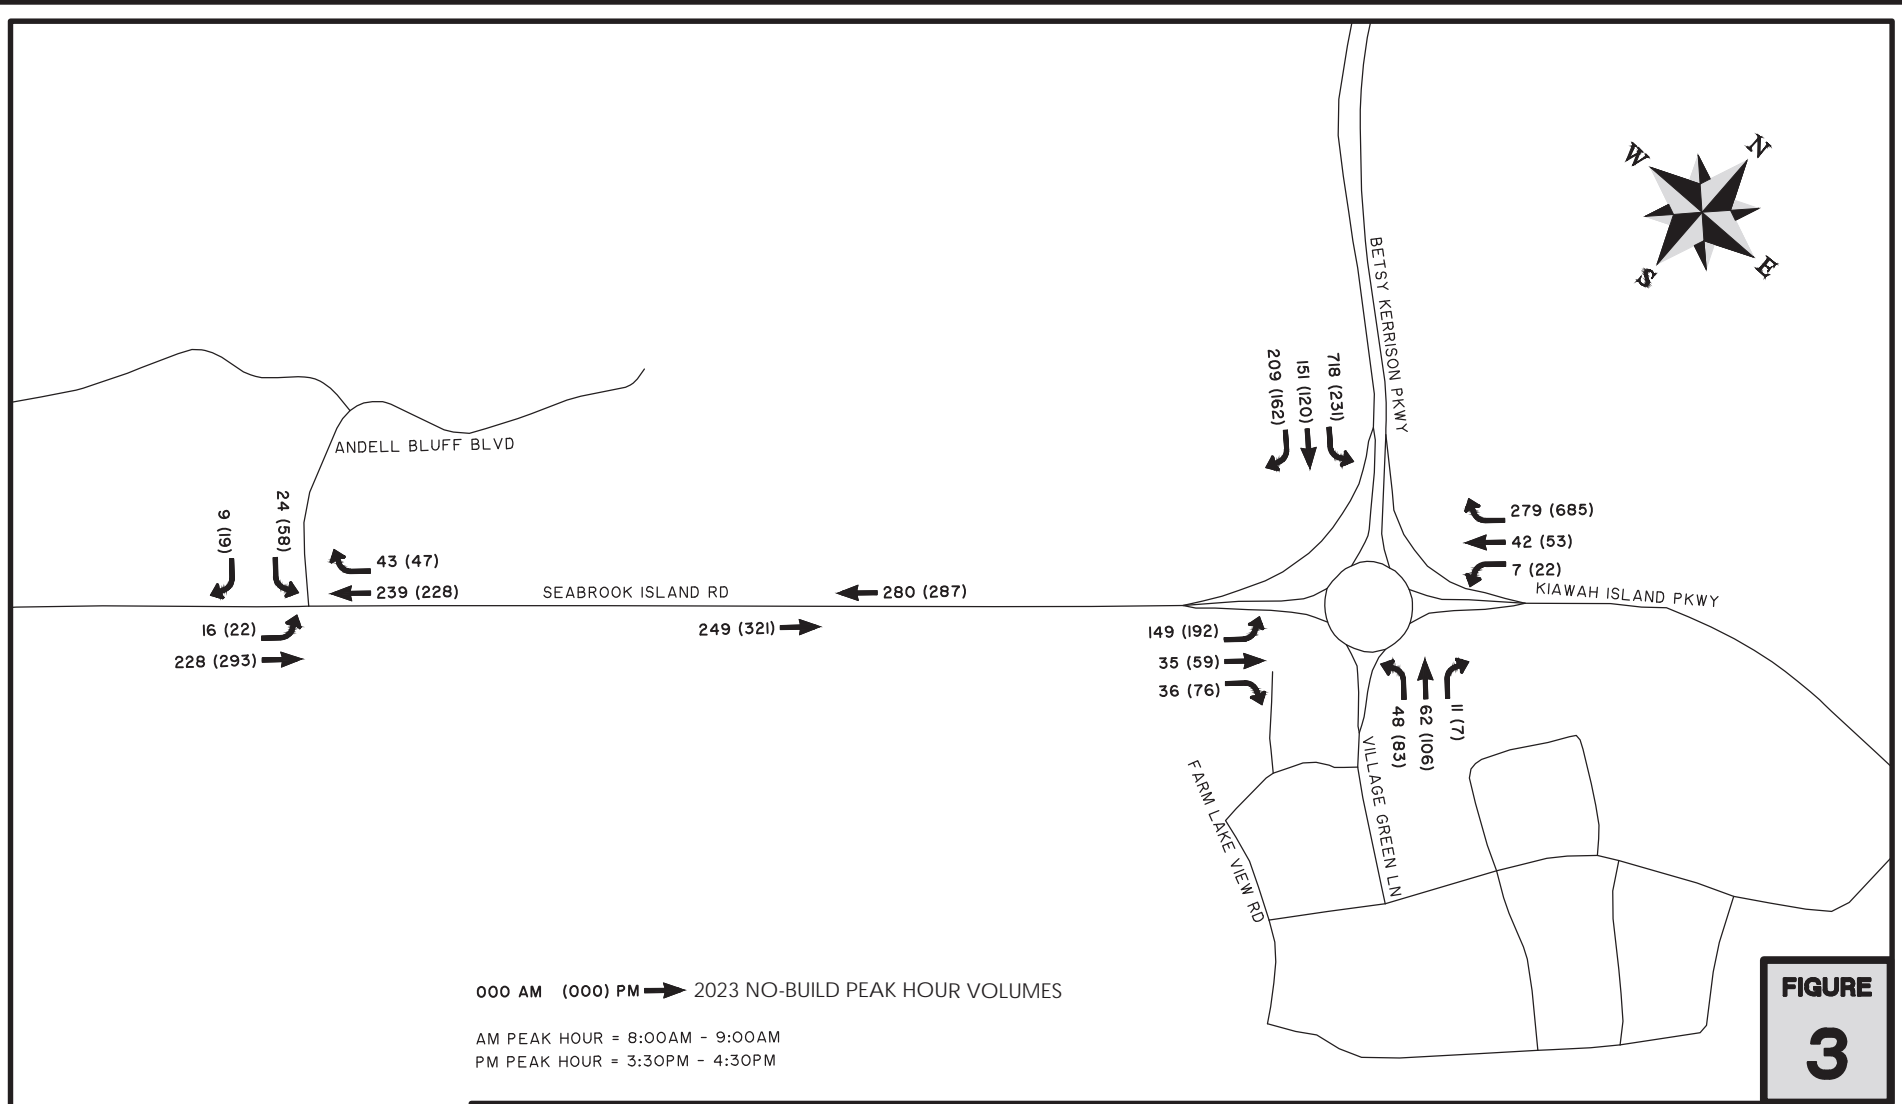 W
N
S
E
BETSY KERRISON PKWY
209 (162)
151 (120)
718 (231)
ANDELL BLUFF BLVD
9 (19)
24 (58)
43 (47)
239 (228)
SEABROOK ISLAND RD
280 (287)
279 (685)
42 (53)
7 (22)
KIAWAH ISLAND PKWY
16 (22)
228 (293)
249 (321)
149 (192)
35 (59)
36 (76)
48 (83)
62 (106)
11 (7)
VILLAGE GREEN LN
FARM LAKE VIEW RD
000 AM (000) PM 2023 NO-BUILD PEAK HOUR VOLUMES
AM PEAK HOUR = 8:00AM - 9:00AM
PM PEAK HOUR = 3:30PM - 4:30PM
FIGURE
3